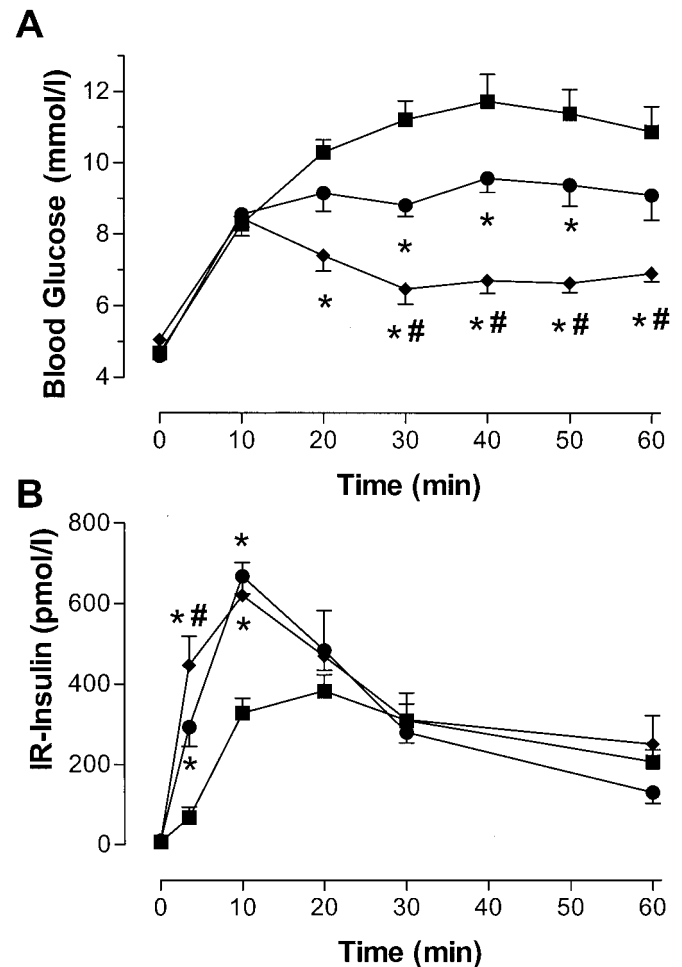 A
Blood Glucose (mmol/l)
12
10
8
6
4
* * *
* *# *# *# *#
0 10 20 30 40 50 60
Time (min)
B
IR-Insulin (pmol/l)
800
600
400
200
0
*
*#
*
*
0 10 20 30 40 50 60
Time (min)